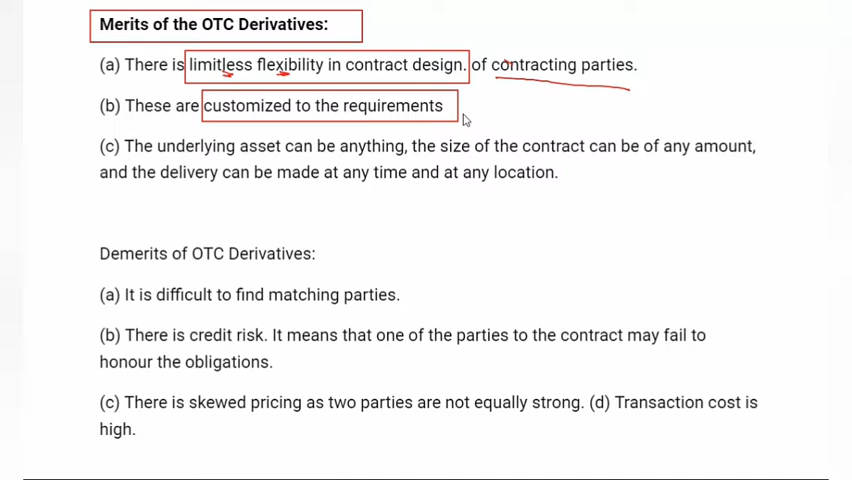 Merits of the OTC Derivatives:
(a) There is limitless flexibility in contract design. of contracting parties.
(b) These are customized to the requirements
(c) The underlying asset can be anything, the size of the contract can be of any amount,
and the delivery can be made at any time and at any location.
Demerits of OTC Derivatives:
(a) It is difficult to find matching parties.
(b) There is credit risk. It means that one of the parties to the contract may fail to
honour the obligations.
(c) There is skewed pricing as two parties are not equally strong. (d) Transaction cost is
high.